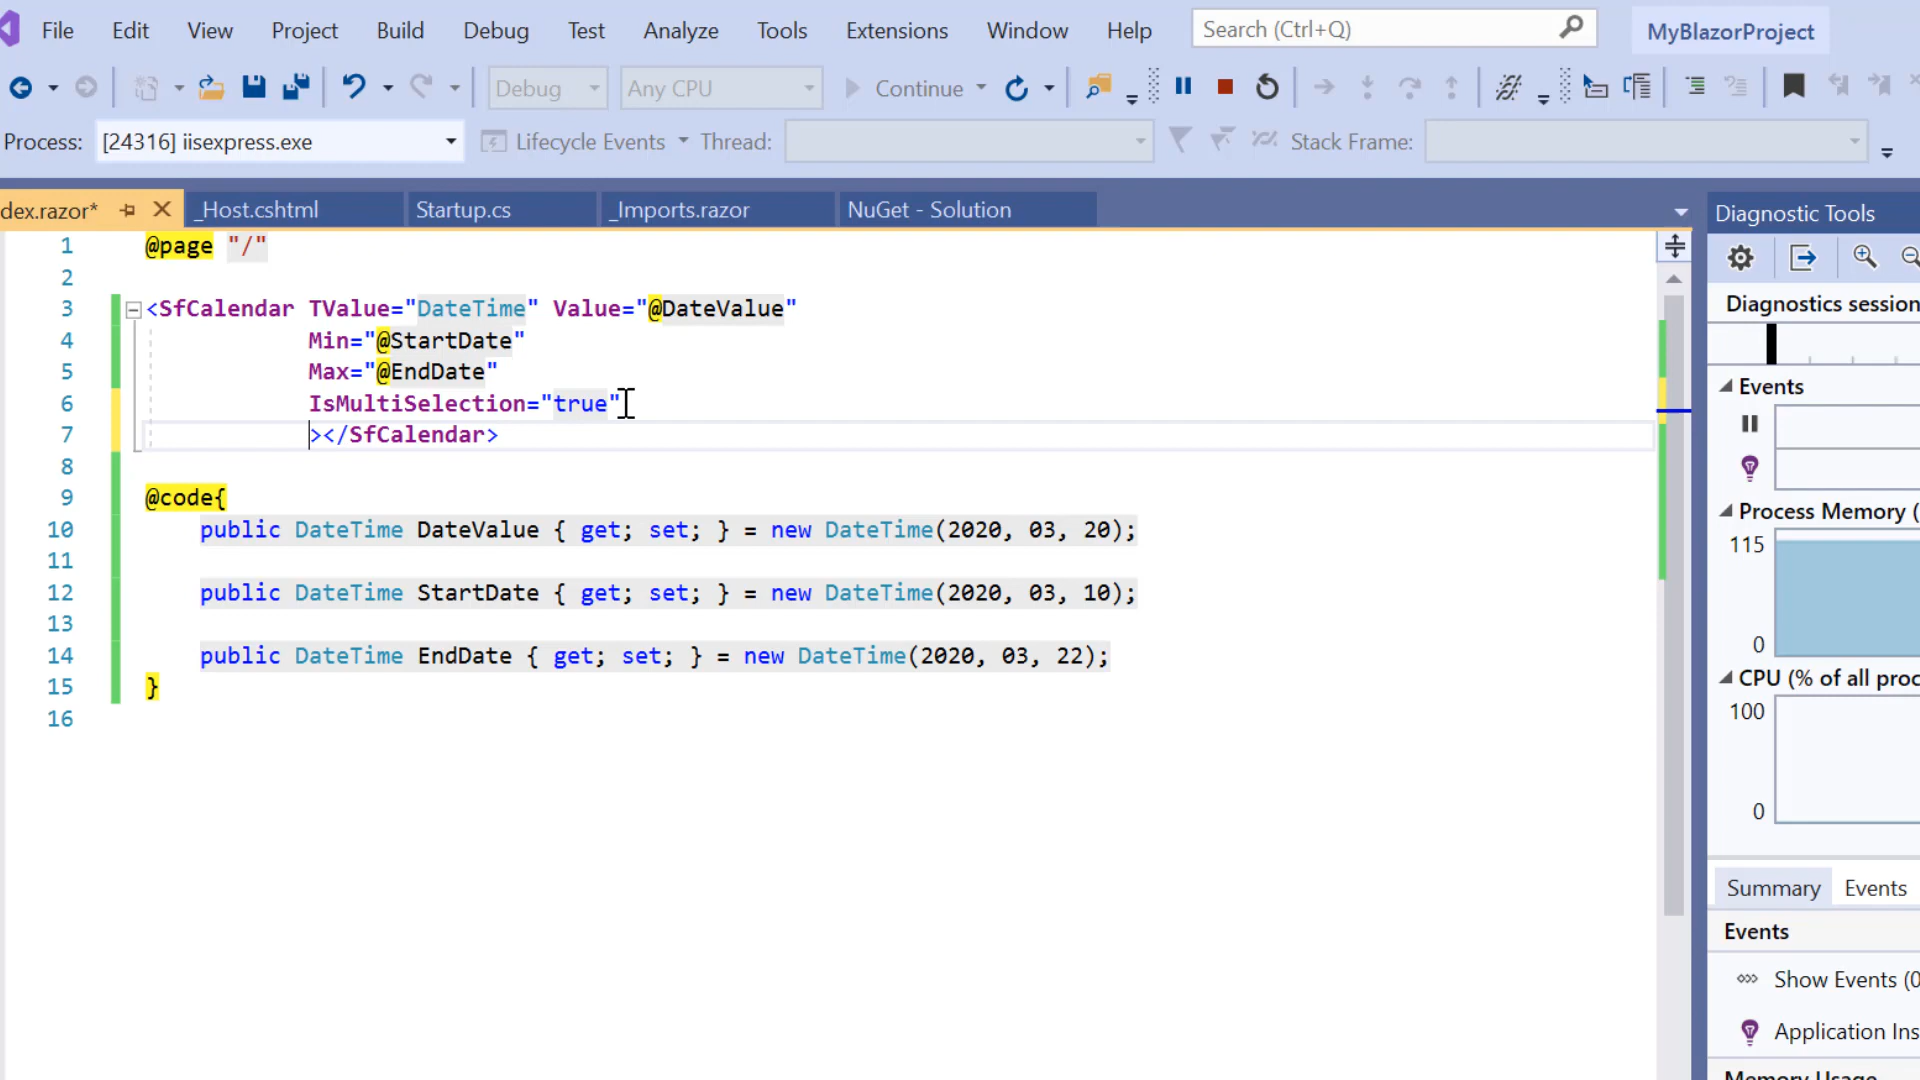 File Edit View Project Build Debug Test Analyze Tools Extensions Window Help Search (Ctrl+Q) MyBlazorProject
Debug Any CPU Continue
Process: [24316] iisexpress.exe Lifecycle Events Thread: Stack Frame:
dex.razor* _Host.cshtml Startup.cs _Imports.razor NuGet - Solution
1 @page "/"
2
3 <SfCalendar TValue="DateTime" Value="@DateValue"
4 Min="@StartDate"
5 Max="@EndDate"
6 IsMultiSelection="true"
7 ></SfCalendar>
8
9 @code{
10 public DateTime DateValue { get; set; } = new DateTime(2020, 03, 20);
11
12 public DateTime StartDate { get; set; } = new DateTime(2020, 03, 10);
13
14 public DateTime EndDate { get; set; } = new DateTime(2020, 03, 22);
15 }
16
Diagnostic Tools
Diagnostics session
Events
Process Memory (
115
0
CPU (% of all proc
100
0
Summary Events
Events
Show Events (0
Application Ins
Memory Usage